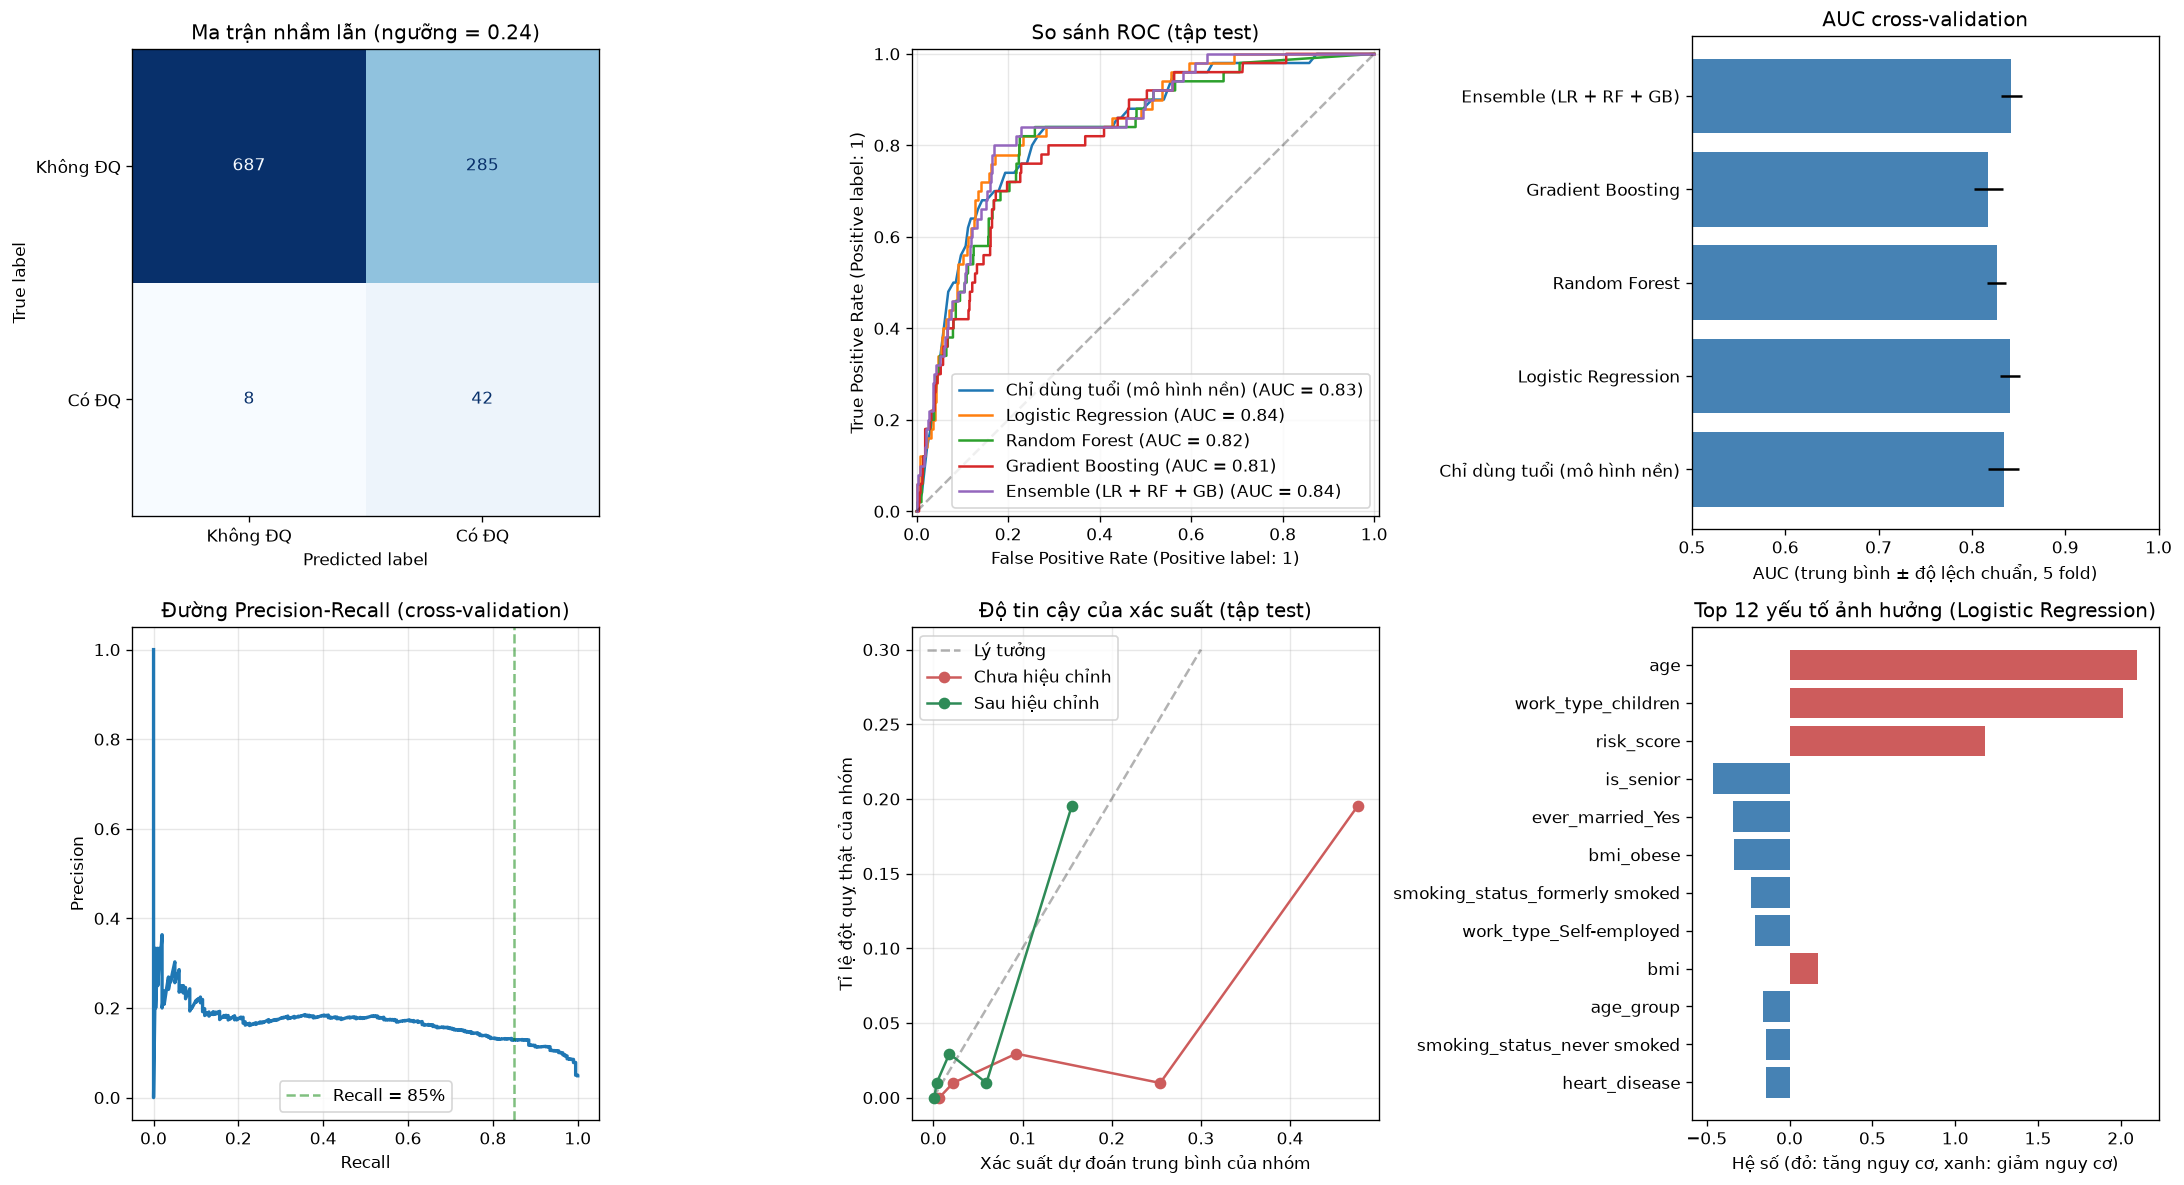 Ma trận nhầm lẫn (ngưỡng = 0.24)
True label
Không ĐQ
Có ĐQ
687
285
8
42
Không ĐQ
Có ĐQ
Predicted label
So sánh ROC (tập test)
True Positive Rate (Positive label: 1)
1.0
0.8
0.6
0.4
0.2
0.0
Chỉ dùng tuổi (mô hình nền) (AUC = 0.83)
Logistic Regression (AUC = 0.84)
Random Forest (AUC = 0.82)
Gradient Boosting (AUC = 0.81)
Ensemble (LR + RF + GB) (AUC = 0.84)
0.0 0.2 0.4 0.6 0.8 1.0
False Positive Rate (Positive label: 1)
AUC cross-validation
Ensemble (LR + RF + GB)
Gradient Boosting
Random Forest
Logistic Regression
Chỉ dùng tuổi (mô hình nền)
0.5 0.6 0.7 0.8 0.9 1.0
AUC (trung bình ± độ lệch chuẩn, 5 fold)
Đường Precision-Recall (cross-validation)
Precision
1.0
0.8
0.6
0.4
0.2
0.0
Recall = 85%
0.0 0.2 0.4 0.6 0.8 1.0
Recall
Độ tin cậy của xác suất (tập test)
Tỉ lệ đột quỵ thật của nhóm
0.30
0.25
0.20
0.15
0.10
0.05
0.00
Lý tưởng
Chưa hiệu chỉnh
Sau hiệu chỉnh
0.0 0.1 0.2 0.3 0.4
Xác suất dự đoán trung bình của nhóm
Top 12 yếu tố ảnh hưởng (Logistic Regression)
age
work_type_children
risk_score
is_senior
ever_married_Yes
bmi_obese
smoking_status_formerly smoked
work_type_Self-employed
bmi
age_group
smoking_status_never smoked
heart_disease
−0.5 0.0 0.5 1.0 1.5 2.0
Hệ số (đỏ: tăng nguy cơ, xanh: giảm nguy cơ)